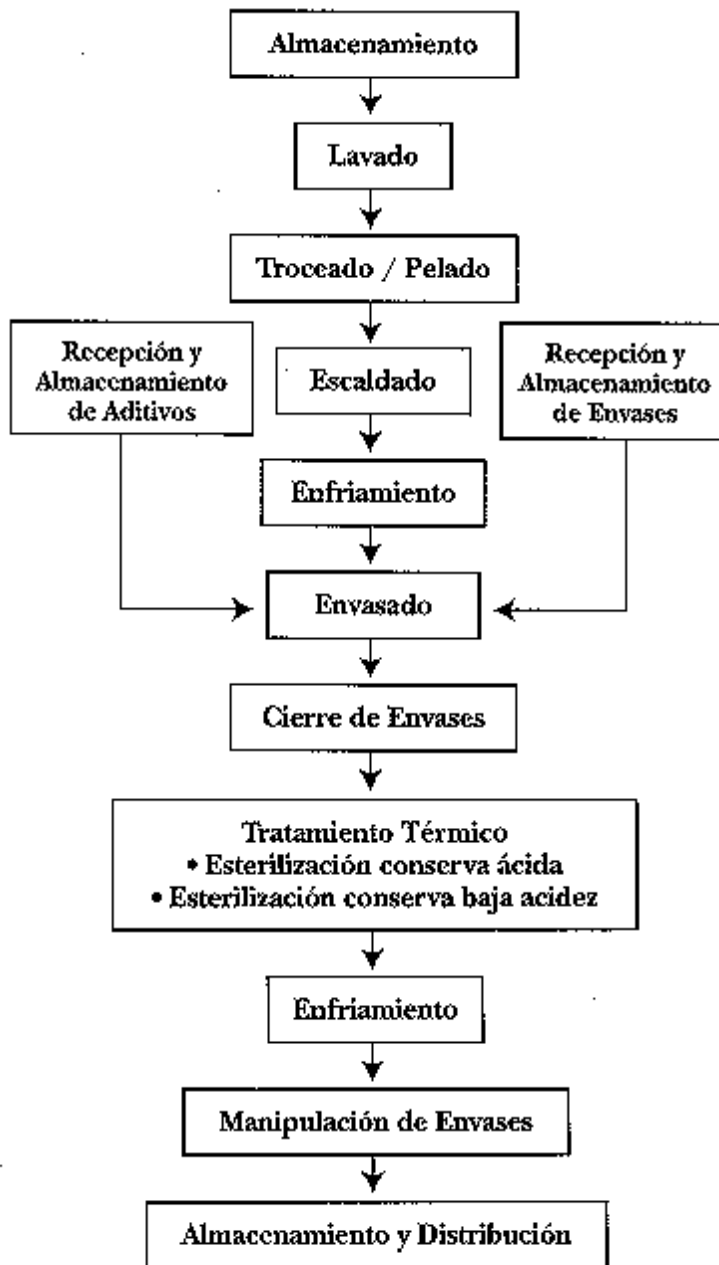 Almacenamiento
Lavado
Troceado / Pelado
Recepción y
Almacenamiento
de Aditivos
Escaldado
Recepción y
Almacenamiento
de Envases
Enfriamiento
Envasado
Cierre de Envases
Tratamiento Térmico
• Esterilización conserva ácida
• Esterilización conserva baja acidez
Enfriamiento
Manipulación de Envases
Almacenamiento y Distribución